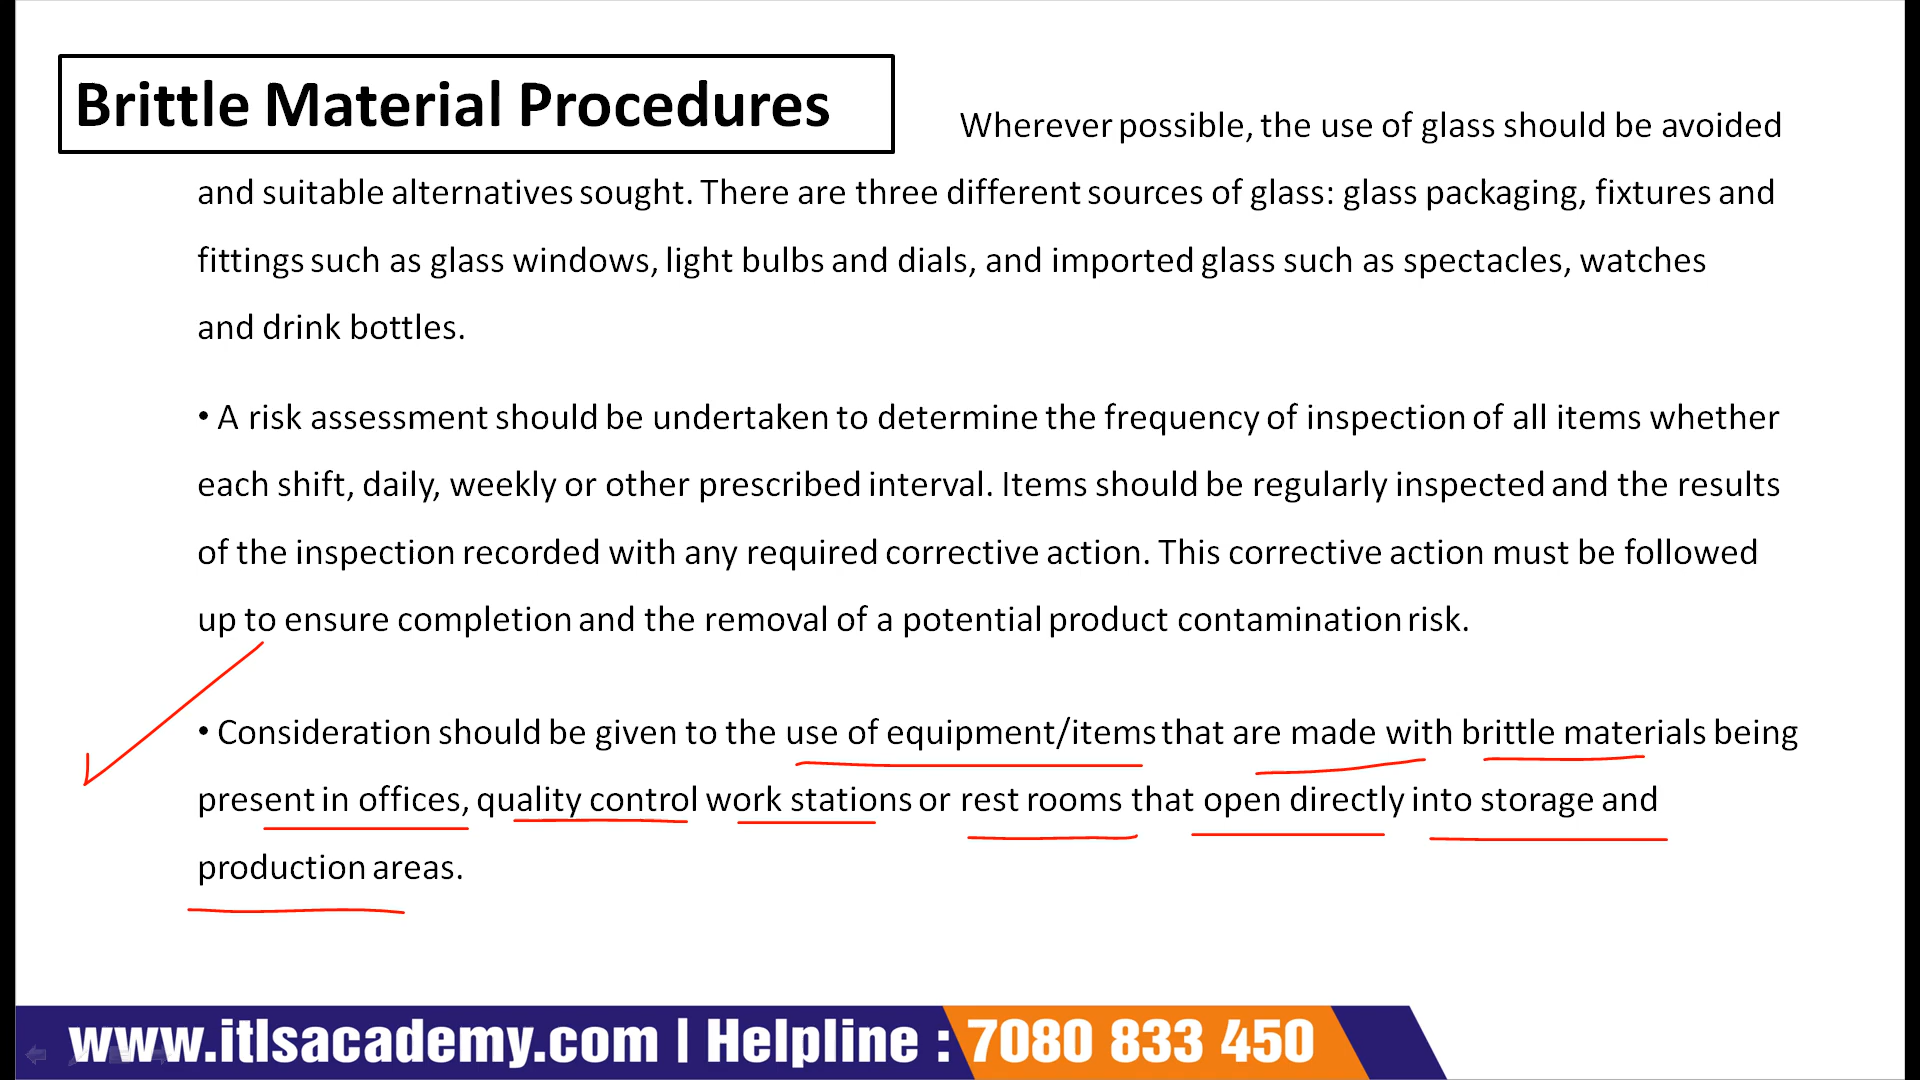 Brittle Material Procedures
Wherever possible, the use of glass should be avoided
and suitable alternatives sought. There are three different sources of glass: glass packaging, fixtures and
fittings such as glass windows, light bulbs and dials, and imported glass such as spectacles, watches
and drink bottles.
• A risk assessment should be undertaken to determine the frequency of inspection of all items whether
each shift, daily, weekly or other prescribed interval. Items should be regularly inspected and the results
of the inspection recorded with any required corrective action. This corrective action must be followed
up to ensure completion and the removal of a potential product contamination risk.
• Consideration should be given to the use of equipment/items that are made with brittle materials being
present in offices, quality control work stations or rest rooms that open directly into storage and
production areas.
www.itlsacademy.com | Helpline : 7080 833 450